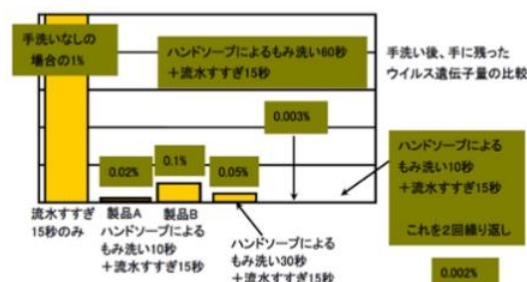 手洗いなしの
場合の1%
ハンドソープによるもみ洗い60秒
＋流水すすぎ15秒
手洗い後、手に残った
ウイルス遺伝子量の比較
0.003%
0.02%
0.1%
0.05%
ハンドソープによる
もみ洗い10秒
＋流水すすぎ15秒
これを２回繰り返し
0.002%
流水すすぎ
15秒のみ
製品A
製品B
ハンドソープによる
もみ洗い10秒
＋流水すすぎ15秒
ハンドソープによる
もみ洗い30秒
＋流水すすぎ15秒